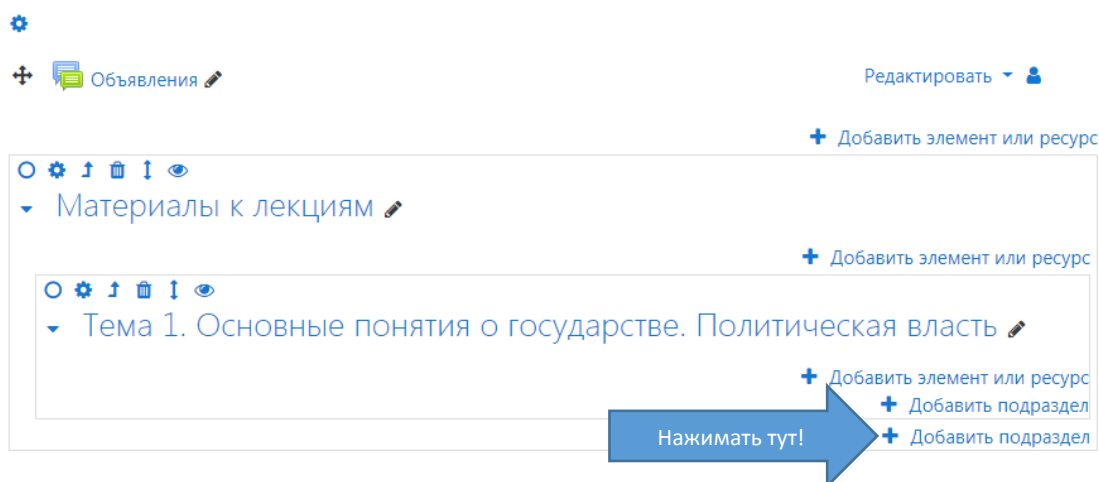 Объявления
Редактировать
Добавить элемент или ресурс
Материалы к лекциям
Добавить элемент или ресурс
Тема 1. Основные понятия о государстве. Политическая власть
Добавить элемент или ресурс
Добавить подраздел
Нажимать тут!
Добавить подраздел